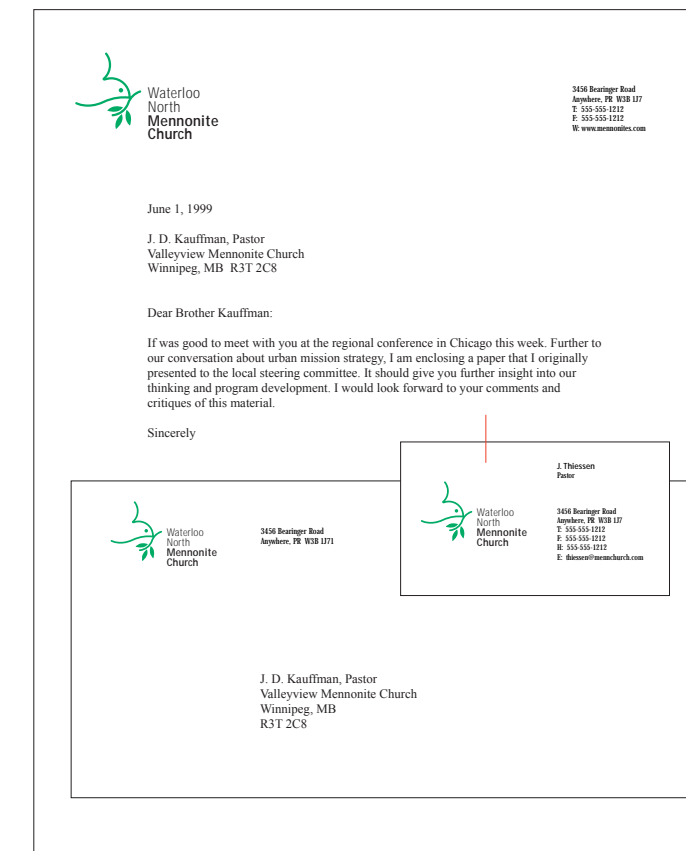 Waterloo
North
Mennonite
Church
3456 Bearinger Road
Anywhere, PR  W3B 1J7
T:  555-555-1212
F:  555-555-1212
W: www.mennonites.com
June 1, 1999
J. D. Kauffman, Pastor
Valleyview Mennonite Church
Winnipeg, MB  R3T 2C8
Dear Brother Kauffman:
If was good to meet with you at the regional conference in Chicago this week. Further to
our conversation about urban mission strategy, I am enclosing a paper that I originally
presented to the local steering committee. It should give you further insight into our
thinking and program development. I would look forward to your comments and
critiques of this material.
Sincerely
J. Thiessen
Pastor
Waterloo
North
Mennonite
Church
3456 Bearinger Road
Anywhere, PR  W3B 1J7
T:  555-555-1212
F:  555-555-1212
H:  555-555-1212
E:  thiessen@mennchurch.com
Waterloo
North
Mennonite
Church
3456 Bearinger Road
Anywhere, PR  W3B 1J71
J. D. Kauffman, Pastor
Valleyview Mennonite Church
Winnipeg, MB
R3T 2C8